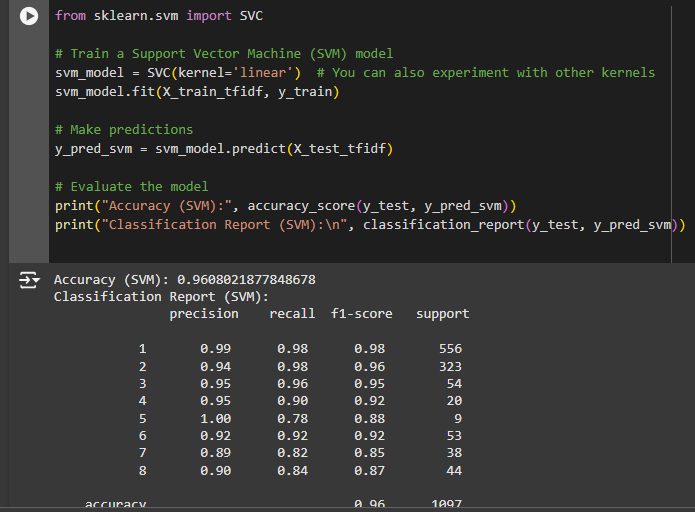 from sklearn.svm import SVC
# Train a Support Vector Machine (SVM) model
svm_model = SVC(kernel='linear')  # You can also experiment with other kernels
svm_model.fit(X_train_tfidf, y_train)
# Make predictions
y_pred_svm = svm_model.predict(X_test_tfidf)
# Evaluate the model
print("Accuracy (SVM):", accuracy_score(y_test, y_pred_svm))
print("Classification Report (SVM):\n", classification_report(y_test, y_pred_svm))
Accuracy (SVM): 0.9608021877848678
Classification Report (SVM):
precision recall f1-score support
1 0.99 0.98 0.98 556
2 0.94 0.98 0.96 323
3 0.95 0.96 0.95 54
4 0.95 0.90 0.92 20
5 1.00 0.78 0.88 9
6 0.92 0.92 0.92 53
7 0.89 0.82 0.85 38
8 0.90 0.84 0.87 44
accuracy 0.96 1097